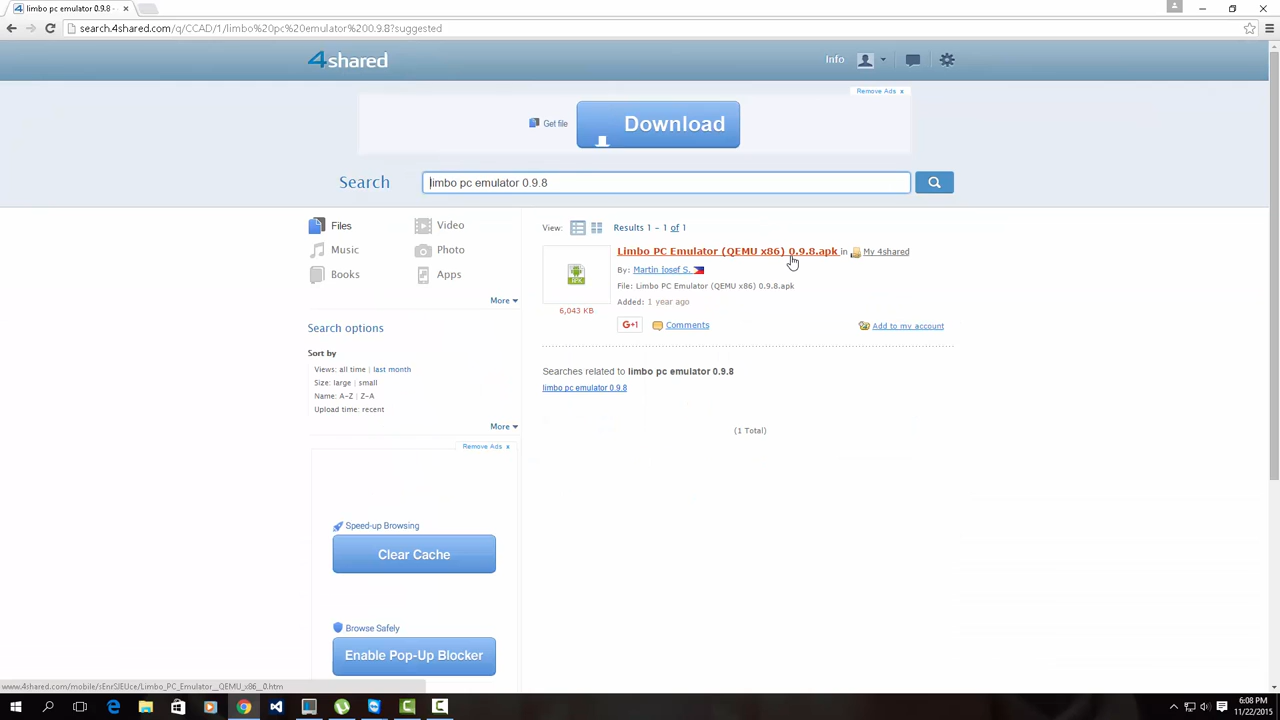 limbo pc emulator 0.9.8 -
search.4shared.com/q/CCAD/1/limbo%20pc%20emulator%200.9.8?suggested
4shared
Info
Remove Ads x
Get file
Download
Search
limbo pc emulator 0.9.8
Files
Video
Music
Photo
Books
Apps
More
View:
Results 1 – 1 of 1
Limbo PC Emulator (QEMU x86) 0.9.8.apk in My 4shared
By: Martin Josef S.
File: Limbo PC Emulator (QEMU x86) 0.9.8.apk
Added: 1 year ago
APK
6,043 KB
G+1
Comments
Add to my account
Search options
Sort by
Views: all time | last month
Size: large | small
Name: A–Z | Z–A
Upload time: recent
More
Searches related to limbo pc emulator 0.9.8
limbo pc emulator 0.9.8
(1 Total)
Remove Ads x
Speed-up Browsing
Clear Cache
Browse Safely
Enable Pop-Up Blocker
6:08 PM
11/22/2015